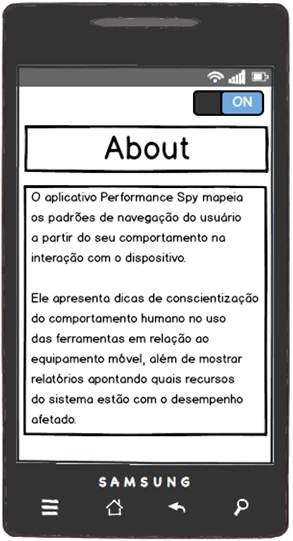 ON
About
O aplicativo Performance Spy mapeia
os padrões de navegação do usuário
a partir do seu comportamento na
interação com o dispositivo.
Ele apresenta dicas de conscientização
do comportamento humano no uso
das ferramentas em relação ao
equipamento móvel, além de mostrar
relatórios apontando quais recursos
do sistema estão com o desempenho
afetado.
SAMSUNG